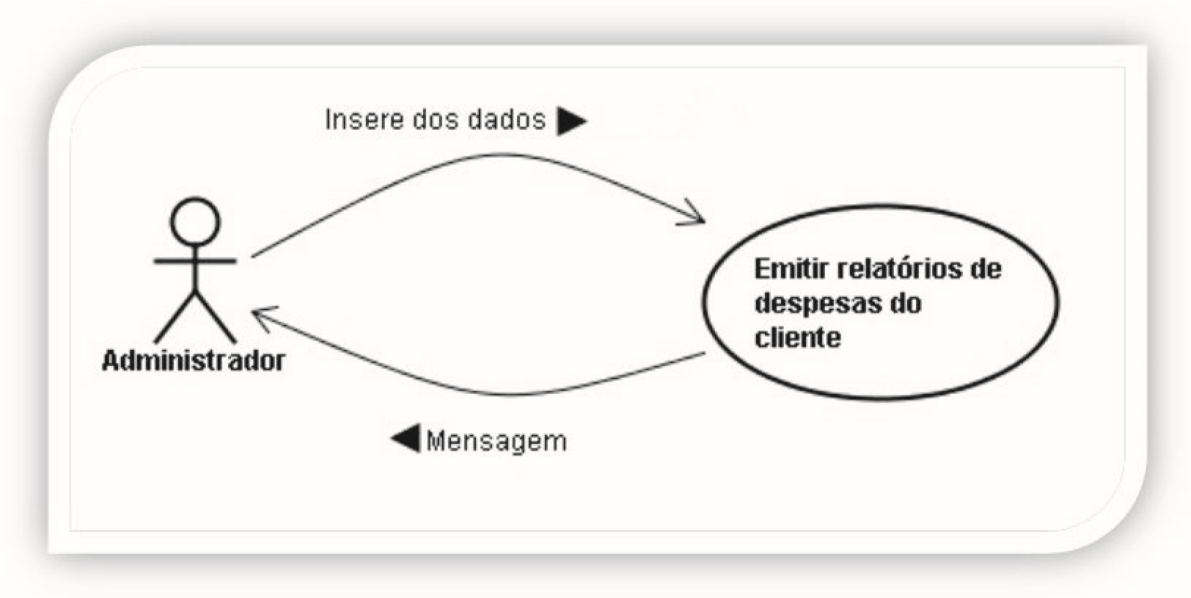 Insere dos dados
Emitir relatórios de
despesas do
cliente
Administrador
Mensagem